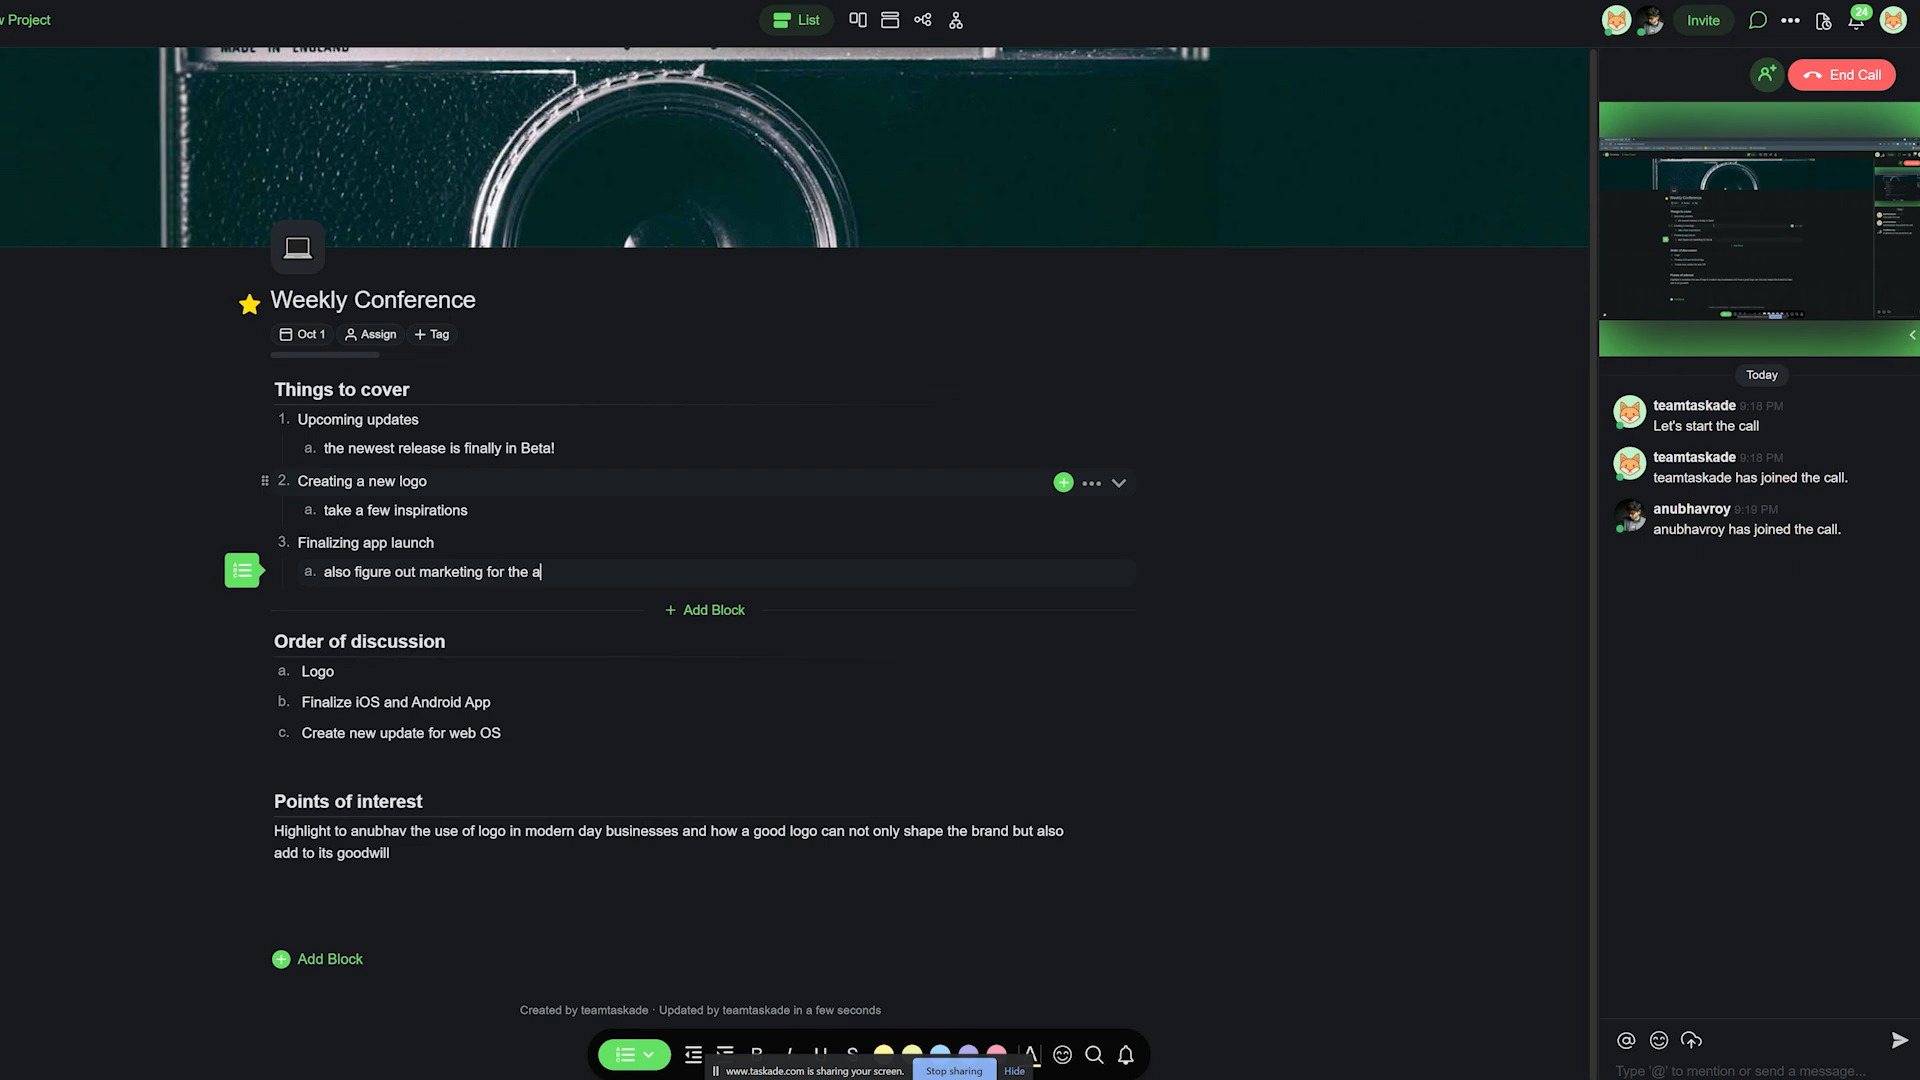 w Project
List
Invite
24
MADE IN ENGLAND
End Call
Weekly Conference
Oct 1 Assign + Tag
Things to cover
1. Upcoming updates
a. the newest release is finally in Beta!
2. Creating a new logo
a. take a few inspirations
3. Finalizing app launch
a. also figure out marketing for the a
+ Add Block
Order of discussion
a. Logo
b. Finalize iOS and Android App
c. Create new update for web OS
Points of interest
Highlight to anubhav the use of logo in modern day businesses and how a good logo can not only shape the brand but also
add to its goodwill
Add Block
Created by teamtaskade · Updated by teamtaskade in a few seconds
B I U S A
www.taskade.com is sharing your screen. Stop sharing Hide
Today
teamtaskade 9:18 PM
Let's start the call
teamtaskade 9:18 PM
teamtaskade has joined the call.
anubhavroy 9:19 PM
anubhavroy has joined the call.
Type '@' to mention or send a message...